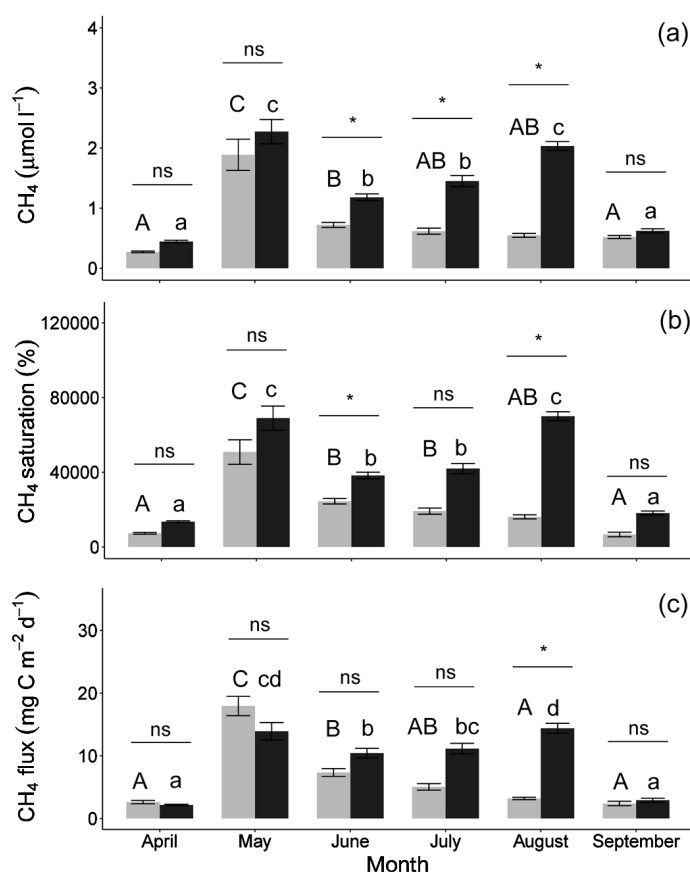 (a)
CH₄ (μmol l⁻¹)
4
3
2
1
0
ns ns * * * ns
A a C c B b AB b AB c A a
(b)
CH₄ saturation (%)
120000
80000
40000
0
ns ns * ns * ns
A a C c B b B b AB c A a
(c)
CH₄ flux (mg C m⁻² d⁻¹)
30
20
10
0
ns ns ns ns * ns
A a C cd B b AB bc A d A a
April May June July August September
Month